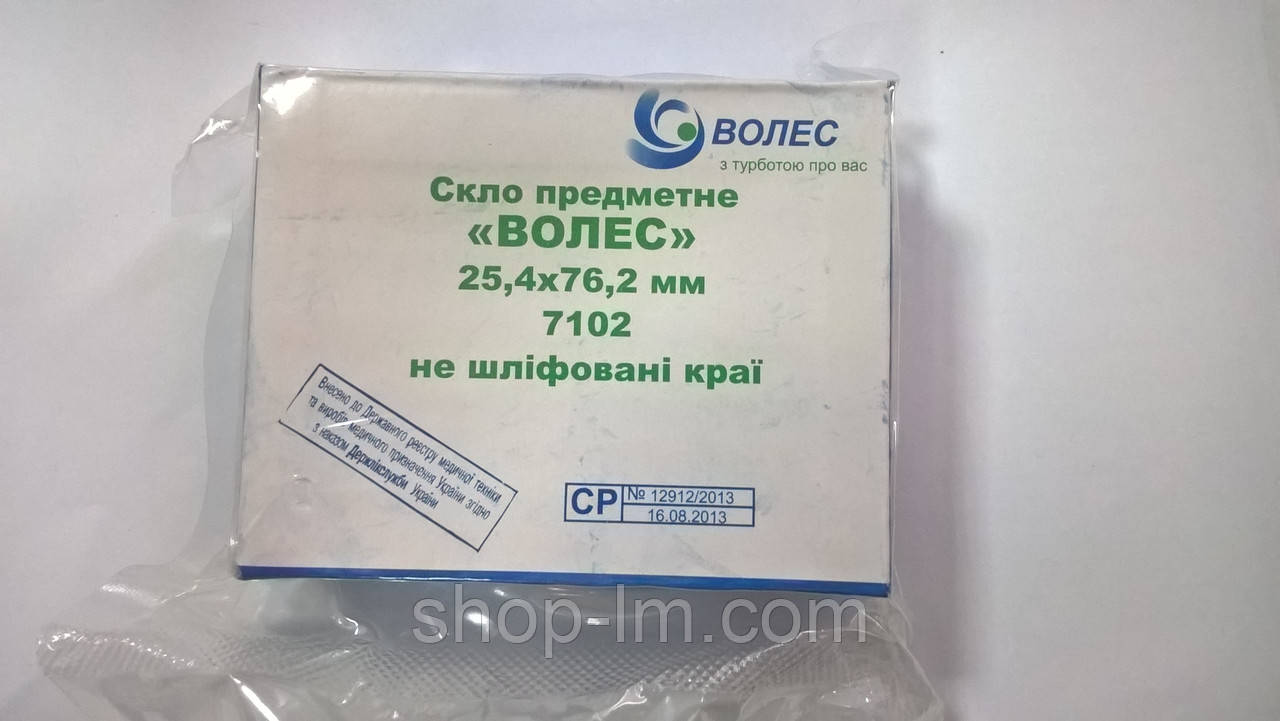 ВОЛЕС
з турботою про вас
Скло предметне
«ВОЛЕС»
25,4х76,2 мм
7102
не шліфовані краї
Внесено до Державного реєстру медичної техніки
та виробів медичного призначення України згідно
з наказом Держлікслужби України
СР № 12912/2013
16.08.2013
shop-lm.com